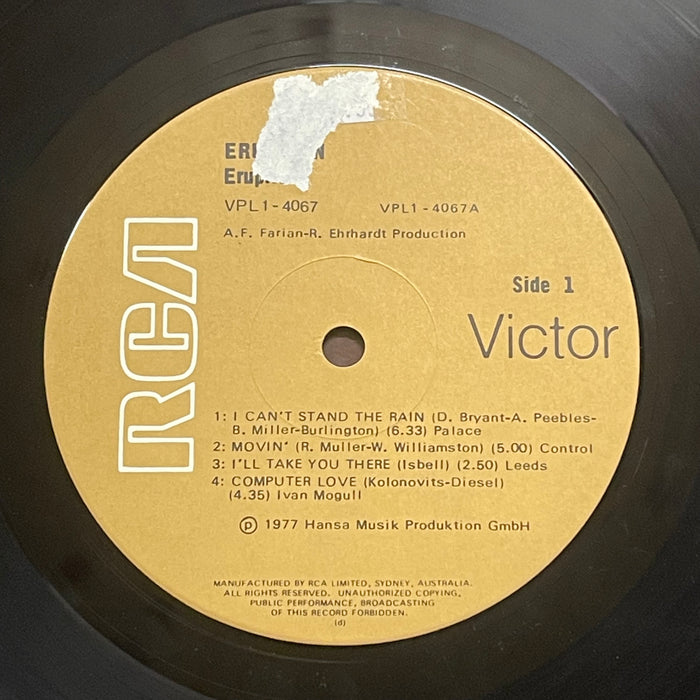 Side 1
RCA
Victor
VPL1-4067 VPL1-4067A
A.F. Farian-R. Ehrhardt Production
1: I CAN'T STAND THE RAIN (D. Bryant-A. Peebles-
B. Miller-Burlington) (6.33) Palace
2: MOVIN' (R. Muller-W. Williamston) (5.00) Control
3: I'LL TAKE YOU THERE (Isbell) (2.50) Leeds
4: COMPUTER LOVE (Kolonovits-Diesel)
(4.35) Ivan Mogull
℗ 1977 Hansa Musik Produktion GmbH
MANUFACTURED BY RCA LIMITED, SYDNEY, AUSTRALIA.
ALL RIGHTS RESERVED. UNAUTHORIZED COPYING,
PUBLIC PERFORMANCE, BROADCASTING
OF THIS RECORD FORBIDDEN.
(d)